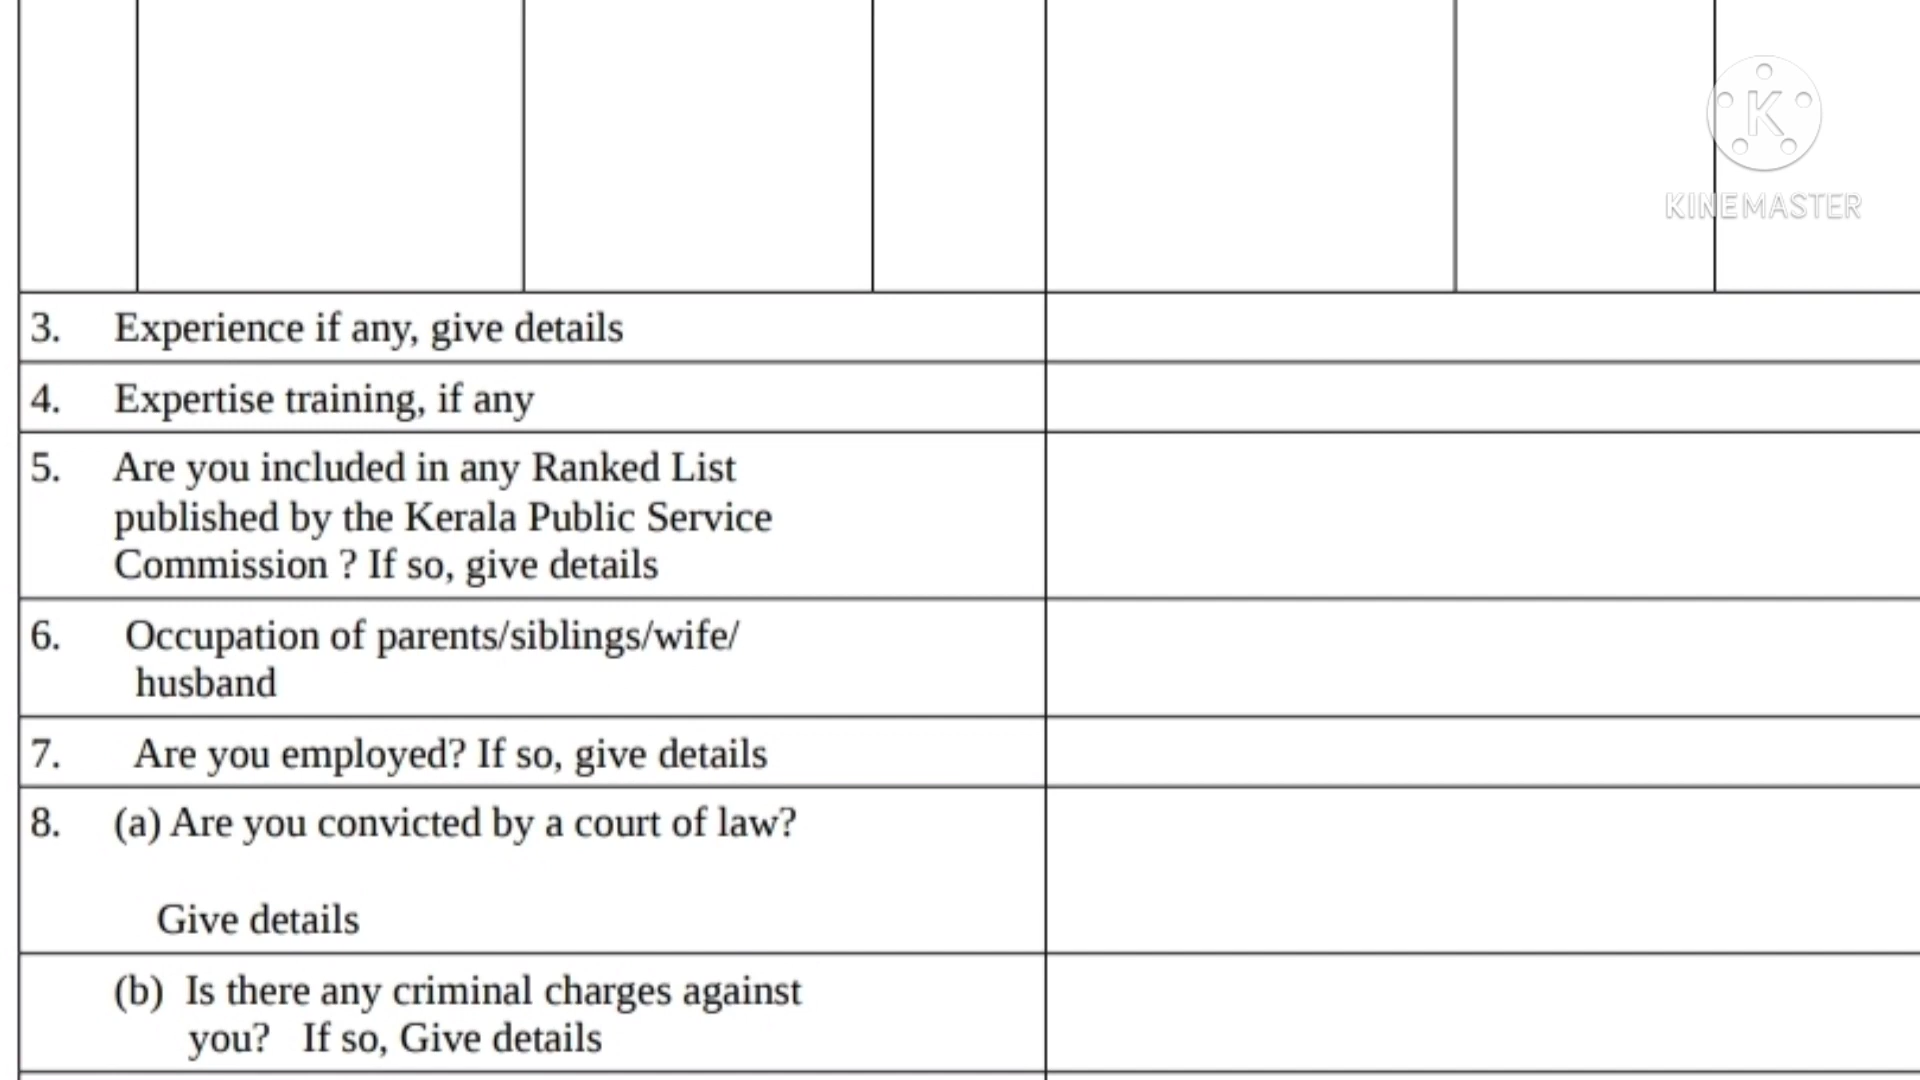 K
KINEMASTER
3. Experience if any, give details
4. Expertise training, if any
5. Are you included in any Ranked List
published by the Kerala Public Service
Commission ? If so, give details
6. Occupation of parents/siblings/wife/
husband
7. Are you employed? If so, give details
8. (a) Are you convicted by a court of law?
Give details
(b) Is there any criminal charges against
you? If so, Give details